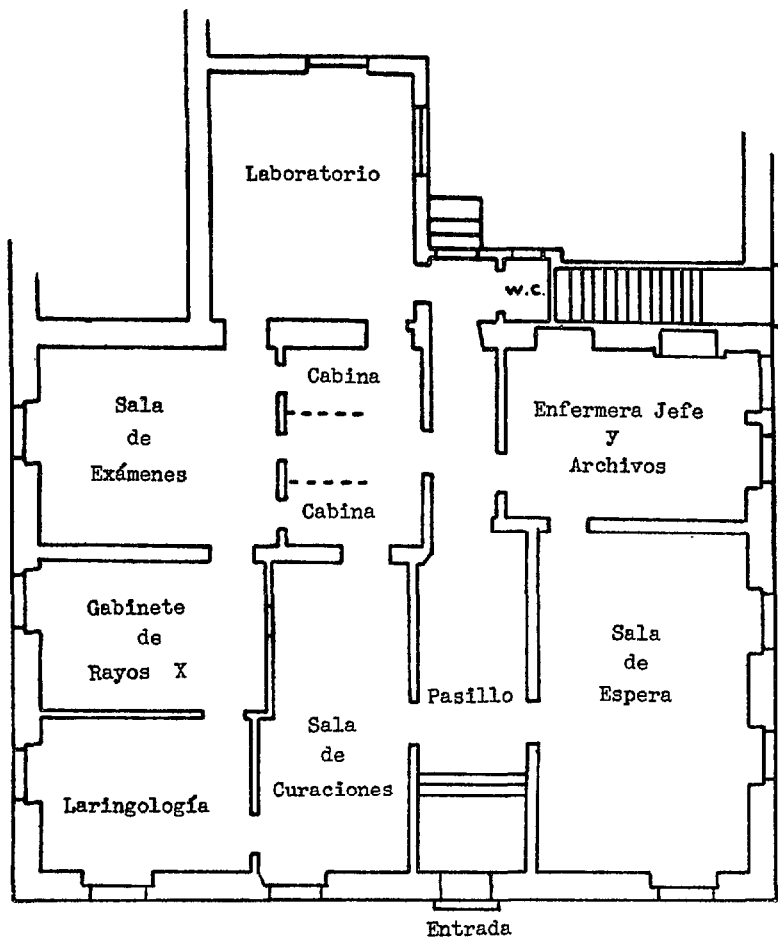 Laboratorio
w.c.
Cabina
Sala
de
Exámenes
Enfermera Jefe
y
Archivos
Cabina
Gabinete
de
Rayos X
Sala
de
Espera
Pasillo
Sala
de
Curaciones
Laringología
Entrada